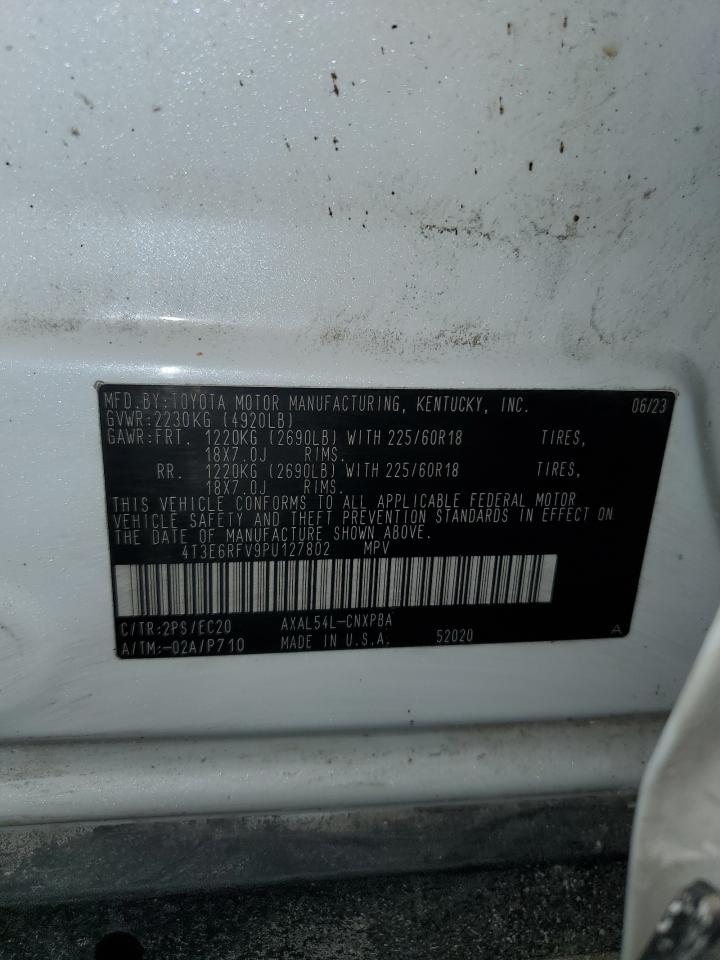 MFD.BY:TOYOTA MOTOR MANUFACTURING, KENTUCKY, INC. 06/23
GVWR:2230KG (4920LB)
GAWR:FRT. 1220KG (2690LB) WITH 225/60R18 TIRES,
18X7.0J RIMS.
RR. 1220KG (2690LB) WITH 225/60R18 TIRES,
18X7.0J RIMS.
THIS VEHICLE CONFORMS TO ALL APPLICABLE FEDERAL MOTOR
VEHICLE SAFETY AND THEFT PREVENTION STANDARDS IN EFFECT ON
THE DATE OF MANUFACTURE SHOWN ABOVE.
4T3E6RFV9PU127802 MPV
C/TR:2PS/EC20 AXAL54L-CNXPBA
A/TM:-02A/P710 MADE IN U.S.A. 52020 A